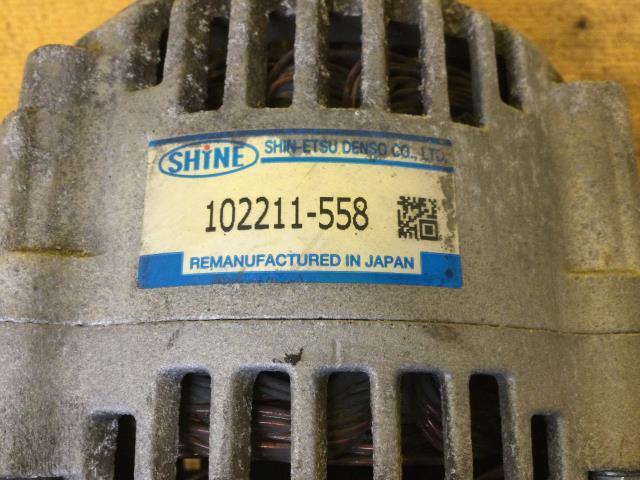 SHiNE SHIN-ETSU DENSO CO., LTD.
102211-558
REMANUFACTURED IN JAPAN